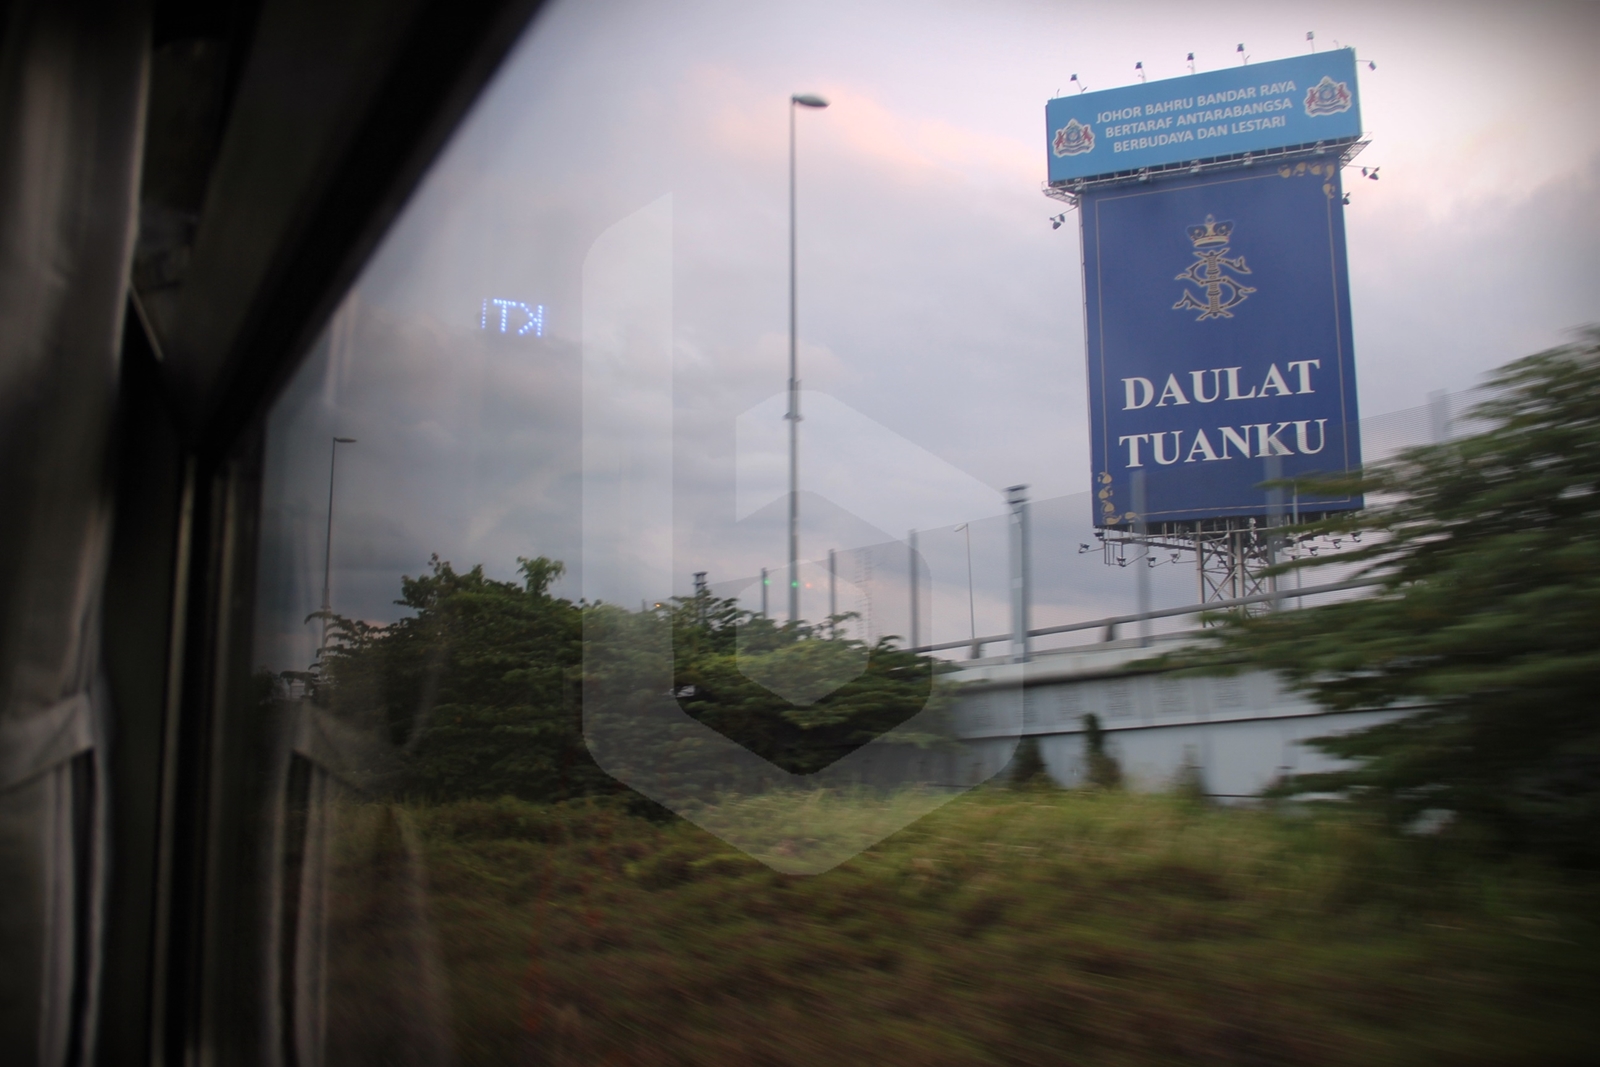 JOHOR BAHRU BANDAR RAYA
BERTARAF ANTARABANGSA
BERBUDAYA DAN LESTARI
DAULAT
TUANKU